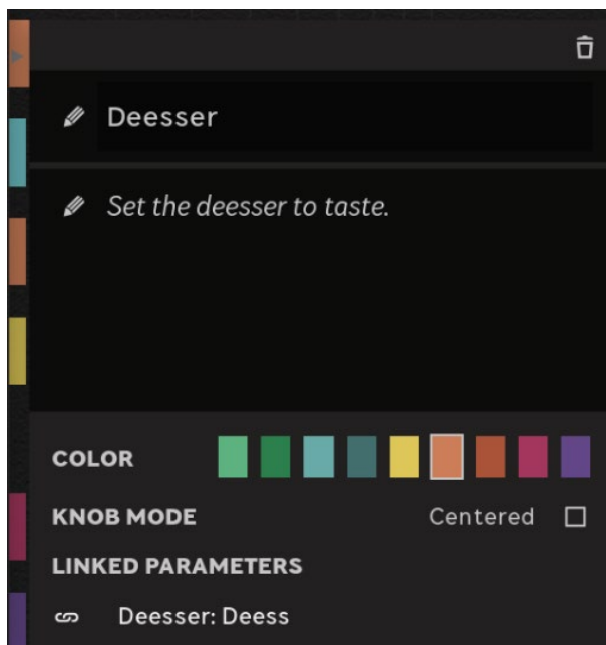 Deesser
Set the deesser to taste.
COLOR
KNOB MODE Centered
LINKED PARAMETERS
Deesser: Deess